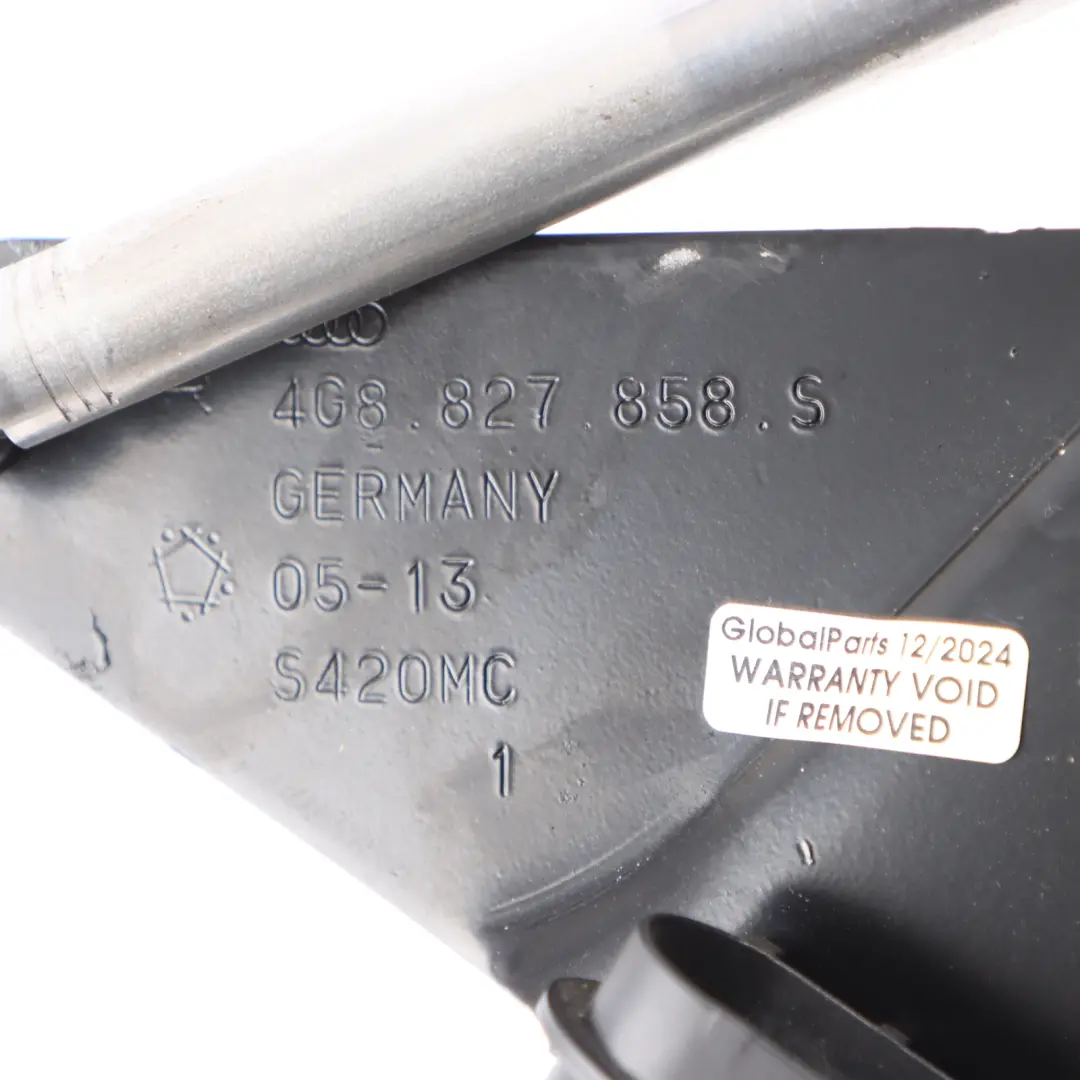 4G8.827.858.S
GERMANY
05-13
S420MC
1
GlobalParts 12/2024
WARRANTY VOID
IF REMOVED